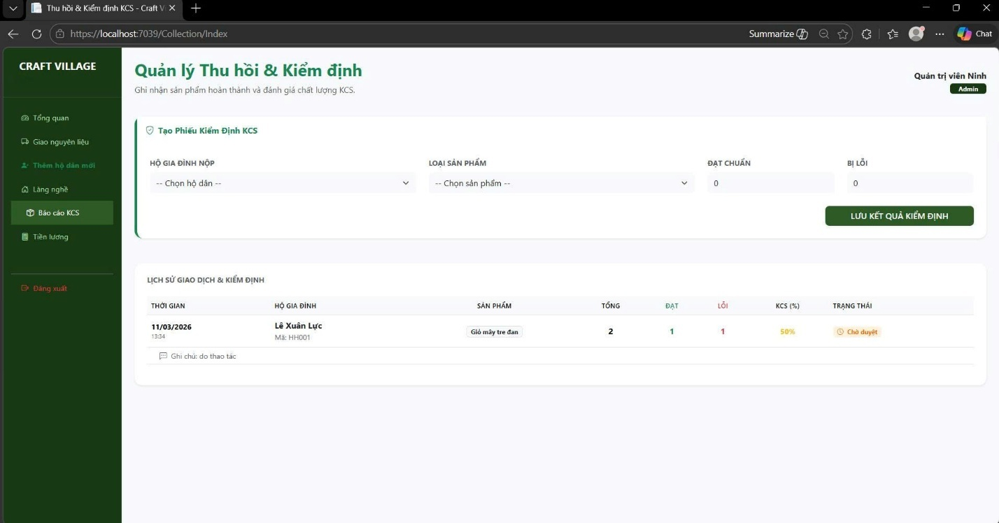 Thu hồi & Kiểm định KCS - Craft Vi
https://localhost:7039/Collection/Index
Summarize
Chat
CRAFT VILLAGE
Tổng quan
Giao nguyên liệu
Thêm hộ dân mới
Làng nghề
Báo cáo KCS
Tiền lương
Đăng xuất
Quản lý Thu hồi & Kiểm định
Ghi nhận sản phẩm hoàn thành và đánh giá chất lượng KCS.
Quản trị viên Ninh
Admin
Tạo Phiếu Kiểm Định KCS
HỘ GIA ĐÌNH NỘP LOẠI SẢN PHẨM ĐẠT CHUẨN BỊ LỖI
-- Chọn hộ dân -- -- Chọn sản phẩm -- 0 0
LƯU KẾT QUẢ KIỂM ĐỊNH
LỊCH SỬ GIAO DỊCH & KIỂM ĐỊNH
THỜI GIAN HỘ GIA ĐÌNH SẢN PHẨM TỔNG ĐẠT LỖI KCS (%) TRẠNG THÁI
11/03/2026 Lê Xuân Lực Giỏ mây tre đan 2 1 1 50% Chờ duyệt
13:34 Mã: HH001
Ghi chú: do thao tác